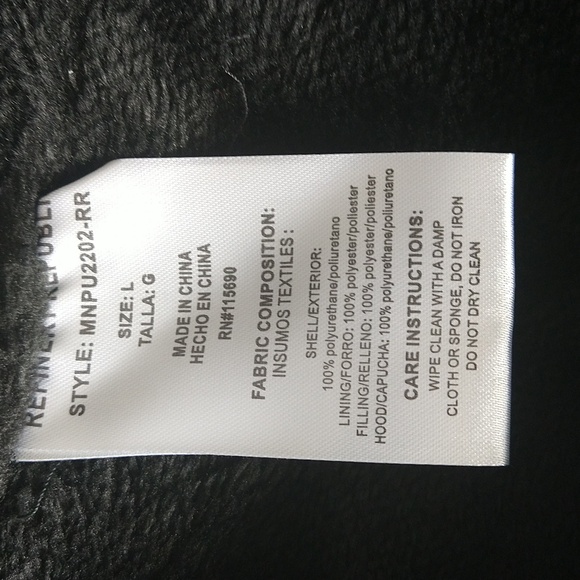 REPUBLI
STYLE: MNPU2202-RR
SIZE: L
TALLA: G
MADE IN CHINA
HECHO EN CHINA
RN#115690
FABRIC COMPOSITION:
INSUMOS TEXTILES:
SHELL/EXTERIOR:
100% polyurethane/poliuretano
LINING/FORRO: 100% polyester/poliester
FILLING/RELLENO: 100% polyester/poliester
HOOD/CAPUCHA: 100% polyurethane/poliuretano
CARE INSTRUCTIONS:
WIPE CLEAN WITH A DAMP
CLOTH OR SPONGE, DO NOT IRON
DO NOT DRY CLEAN